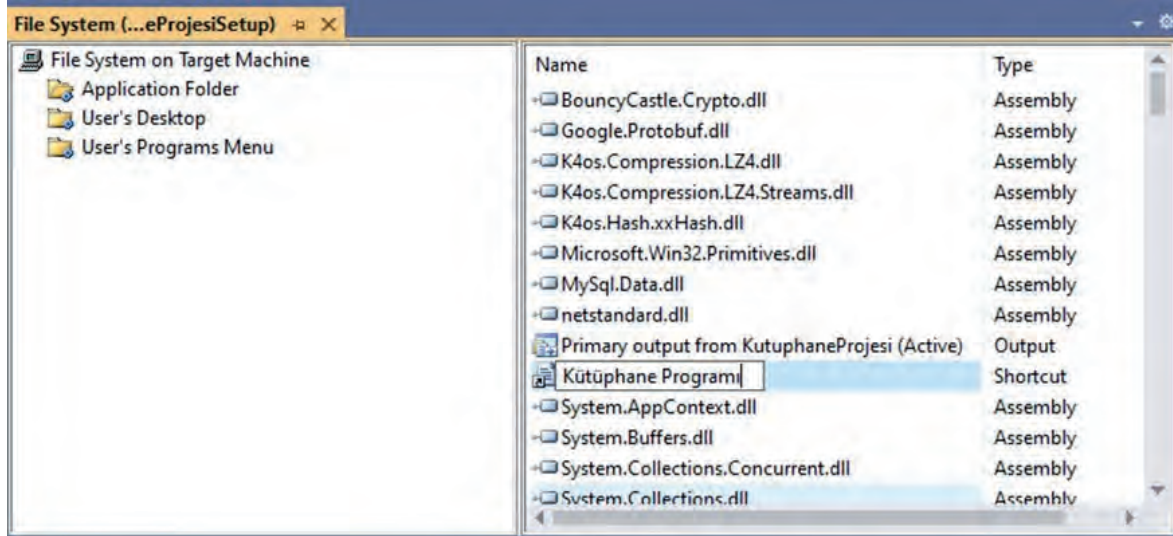 File System (...eProjesiSetup)
File System on Target Machine
Application Folder
User's Desktop
User's Programs Menu
Name Type
BouncyCastle.Crypto.dll Assembly
Google.Protobuf.dll Assembly
K4os.Compression.LZ4.dll Assembly
K4os.Compression.LZ4.Streams.dll Assembly
K4os.Hash.xxHash.dll Assembly
Microsoft.Win32.Primitives.dll Assembly
MySql.Data.dll Assembly
netstandard.dll Assembly
Primary output from KutuphaneProjesi (Active) Output
Kütüphane Programı Shortcut
System.AppContext.dll Assembly
System.Buffers.dll Assembly
System.Collections.Concurrent.dll Assembly
System.Collections.dll Assembly